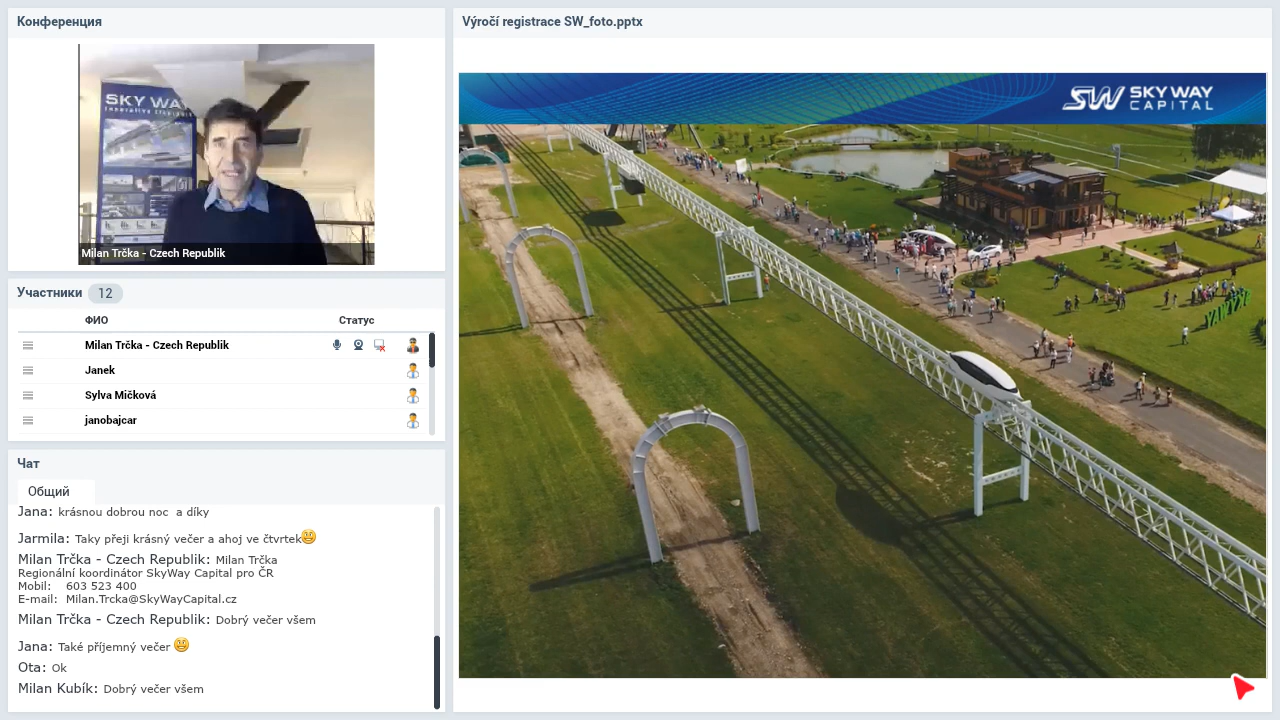 Конференция
SKY WA
Innovative
Milan Trčka - Czech Republik
Участники 12
ФИО Статус
Milan Trčka - Czech Republik
Janek
Sylva Mičková
janobajcar
Чат
Общий
Jana: krásnou dobrou noc a díky
Jarmila: Taky přeji krásný večer a ahoj ve čtvrtek
Milan Trčka - Czech Republik: Milan Trčka
Regionální koordinátor SkyWay Capital pro ČR
Mobil: 603 523 400
E-mail: Milan.Trcka@SkyWayCapital.cz
Milan Trčka - Czech Republik: Dobrý večer všem
Jana: Také příjemný večer
Ota: Ok
Milan Kubík: Dobrý večer všem
Výročí registrace SW_foto.pptx
SW SKY WAY
CAPITAL